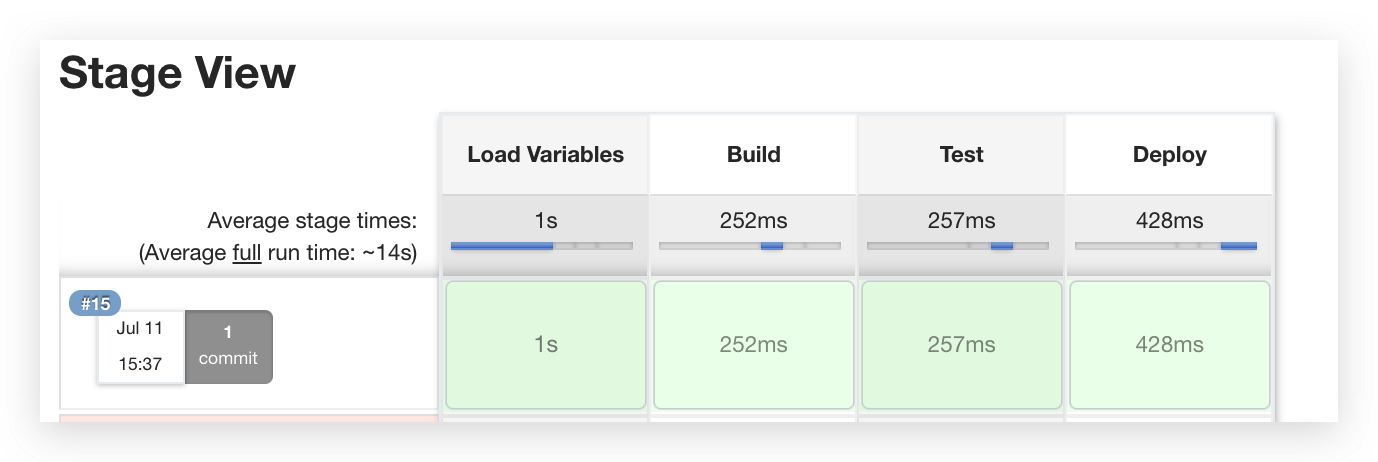 Stage View
Load Variables Build Test Deploy
Average stage times: 1s 252ms 257ms 428ms
(Average full run time: ~14s)
#15
Jul 11 1
15:37 commit
1s 252ms 257ms 428ms